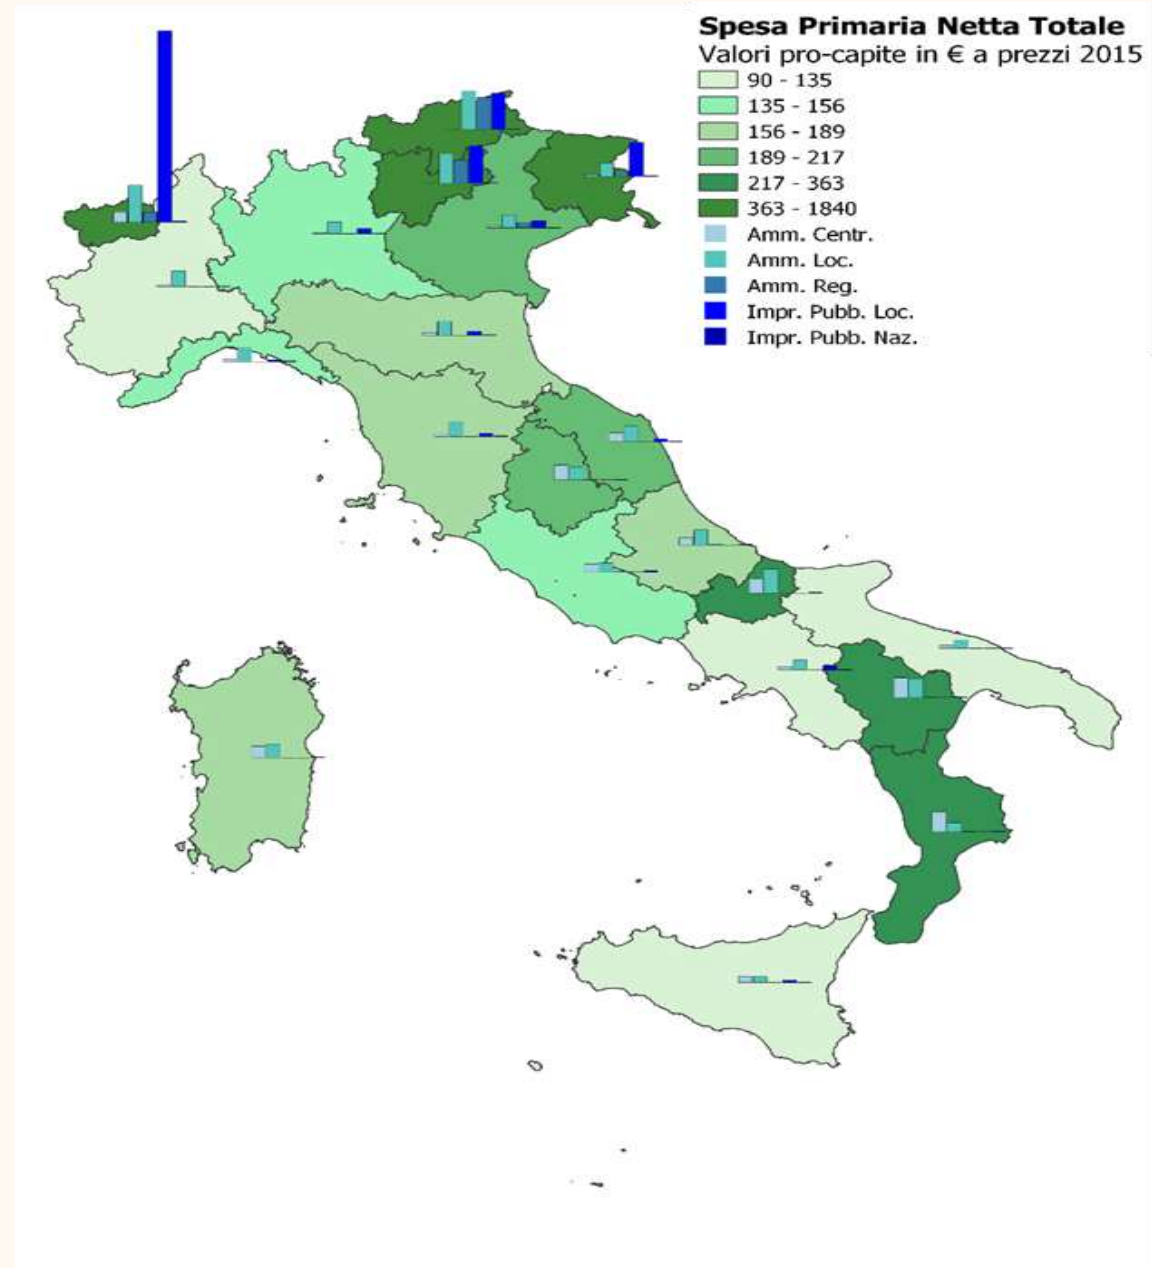 Spesa Primaria Netta Totale
Valori pro-capite in € a prezzi 2015
90 - 135
135 - 156
156 - 189
189 - 217
217 - 363
363 - 1840
Amm. Centr.
Amm. Loc.
Amm. Reg.
Impr. Pubb. Loc.
Impr. Pubb. Naz.